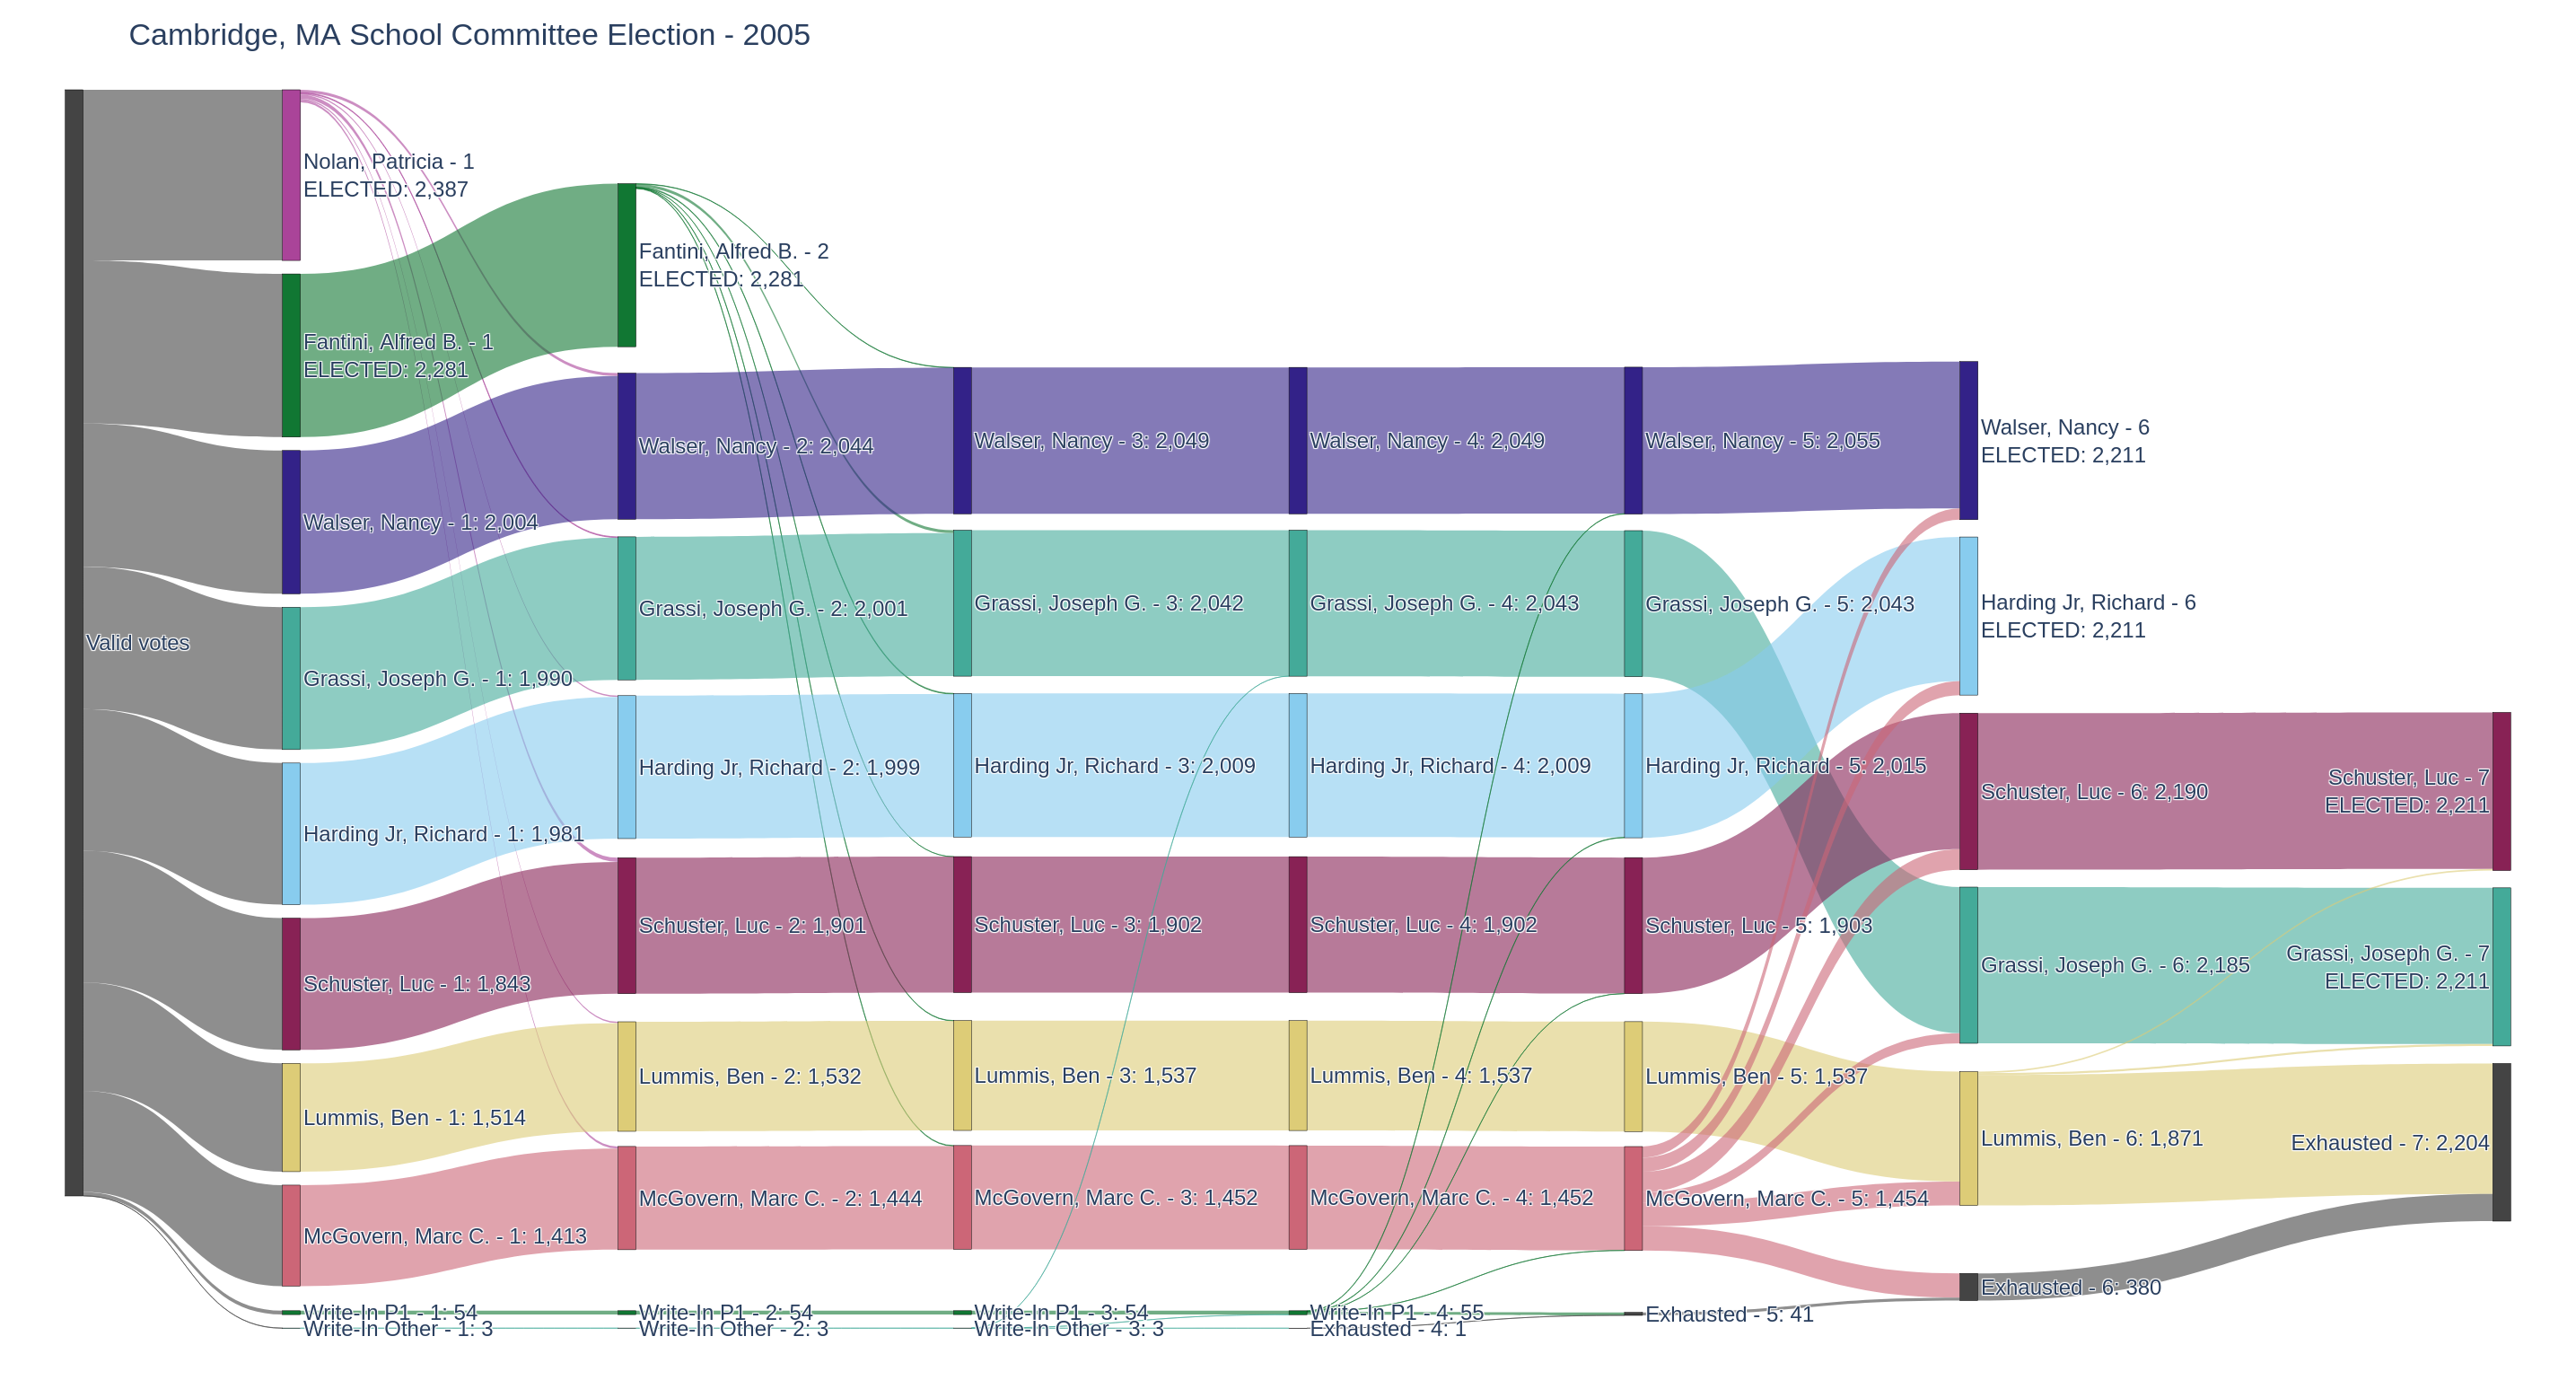 Cambridge, MA School Committee Election - 2005
Valid votes
Nolan, Patricia - 1
ELECTED: 2,387
Fantini, Alfred B. - 1
ELECTED: 2,281
Walser, Nancy - 1: 2,004
Grassi, Joseph G. - 1: 1,990
Harding Jr, Richard - 1: 1,981
Schuster, Luc - 1: 1,843
Lummis, Ben - 1: 1,514
McGovern, Marc C. - 1: 1,413
Write-In P1 - 1: 54
Write-In Other - 1: 3
Fantini, Alfred B. - 2
ELECTED: 2,281
Walser, Nancy - 2: 2,044
Grassi, Joseph G. - 2: 2,001
Harding Jr, Richard - 2: 1,999
Schuster, Luc - 2: 1,901
Lummis, Ben - 2: 1,532
McGovern, Marc C. - 2: 1,444
Write-In P1 - 2: 54
Write-In Other - 2: 3
Walser, Nancy - 3: 2,049
Grassi, Joseph G. - 3: 2,042
Harding Jr, Richard - 3: 2,009
Schuster, Luc - 3: 1,902
Lummis, Ben - 3: 1,537
McGovern, Marc C. - 3: 1,452
Write-In P1 - 3: 54
Write-In Other - 3: 3
Walser, Nancy - 4: 2,049
Grassi, Joseph G. - 4: 2,043
Harding Jr, Richard - 4: 2,009
Schuster, Luc - 4: 1,902
Lummis, Ben - 4: 1,537
McGovern, Marc C. - 4: 1,452
Write-In P1 - 4: 55
Exhausted - 4: 1
Walser, Nancy - 5: 2,055
Grassi, Joseph G. - 5: 2,043
Harding Jr, Richard - 5: 2,015
Schuster, Luc - 5: 1,903
Lummis, Ben - 5: 1,537
McGovern, Marc C. - 5: 1,454
Exhausted - 5: 41
Walser, Nancy - 6
ELECTED: 2,211
Harding Jr, Richard - 6
ELECTED: 2,211
Schuster, Luc - 6: 2,190
Grassi, Joseph G. - 6: 2,185
Lummis, Ben - 6: 1,871
Exhausted - 6: 380
Schuster, Luc - 7
ELECTED: 2,211
Grassi, Joseph G. - 7
ELECTED: 2,211
Exhausted - 7: 2,204